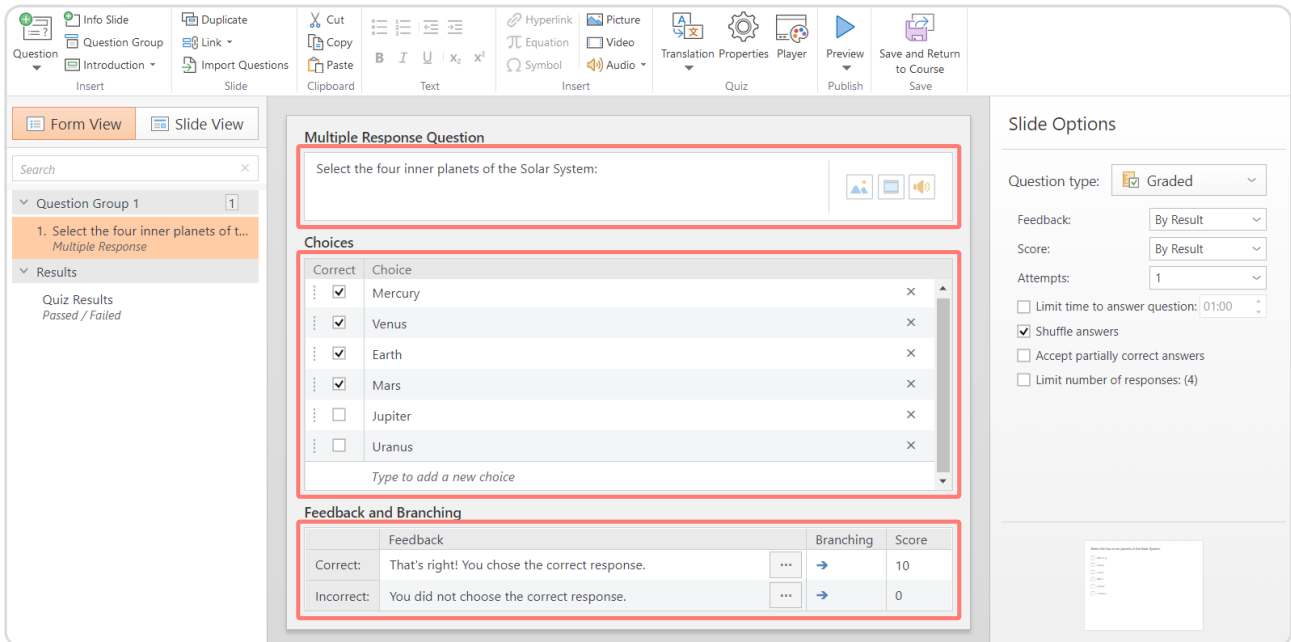 Question
Info Slide
Question Group
Introduction
Insert
Duplicate
Link
Import Questions
Slide
Cut
Copy
Paste
Clipboard
B I U X₂ X²
Text
Hyperlink
Equation
Symbol
Picture
Video
Audio
Insert
Translation
Properties
Player
Quiz
Preview
Publish
Save and Return
to Course
Save
Form View
Slide View
Search
Question Group 1 1
1. Select the four inner planets of t...
Multiple Response
Results
Quiz Results
Passed / Failed
Multiple Response Question
Select the four inner planets of the Solar System:
Choices
Correct Choice
Mercury
Venus
Earth
Mars
Jupiter
Uranus
Type to add a new choice
Feedback and Branching
Feedback Branching Score
Correct: That's right! You chose the correct response. ... 10
Incorrect: You did not choose the correct response. ... 0
Slide Options
Question type: Graded
Feedback: By Result
Score: By Result
Attempts: 1
Limit time to answer question: 01:00
Shuffle answers
Accept partially correct answers
Limit number of responses: (4)